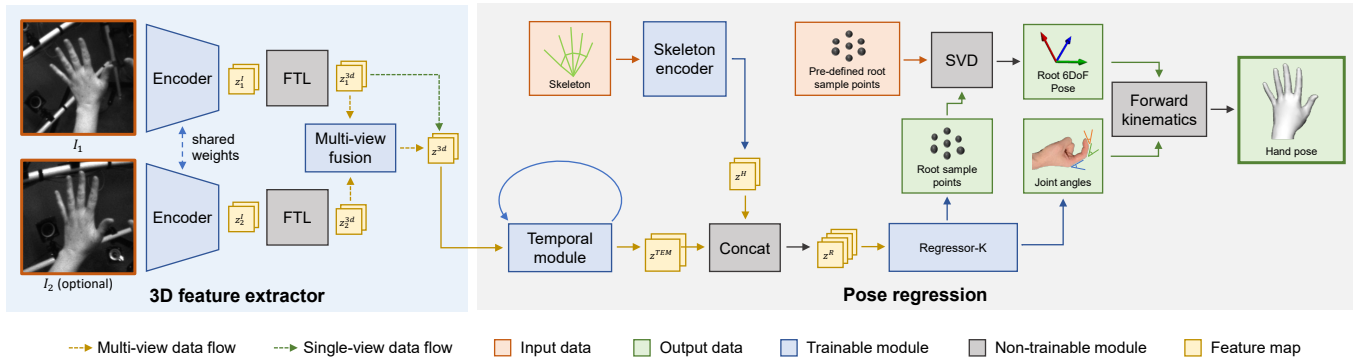 Encoder
z₁ᴵ
FTL
z₁³ᵈ
I₁
shared
weights
Multi-view
fusion
z³ᵈ
Encoder
z₂ᴵ
FTL
z₂³ᵈ
I₂ (optional)
3D feature extractor
Skeleton
Skeleton
encoder
Pre-defined root
sample points
SVD
Root 6DoF
Pose
Forward
kinematics
Hand pose
Root sample
points
Joint angles
zᴴ
Temporal
module
zᵀᴱᴹ
Concat
zᴿ
Regressor-K
Pose regression
Multi-view data flow
Single-view data flow
Input data
Output data
Trainable module
Non-trainable module
Feature map